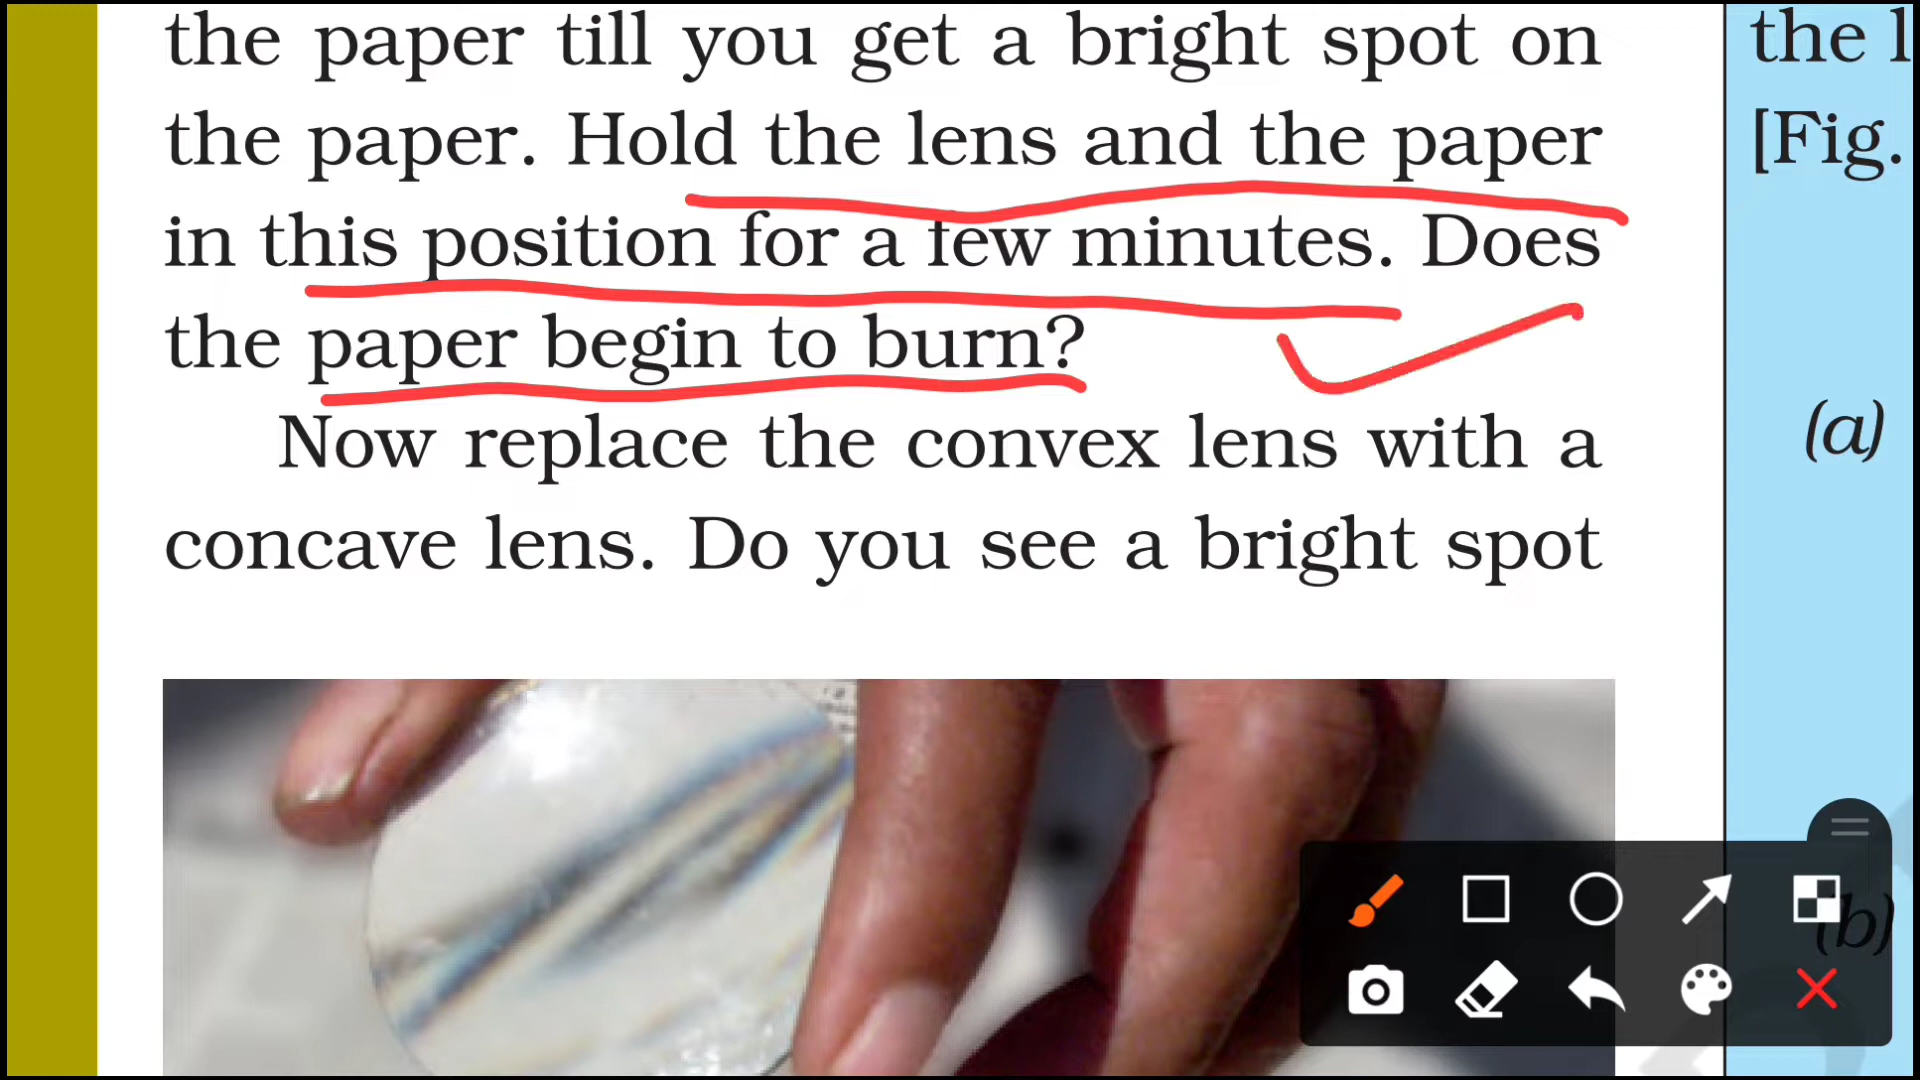 the paper till you get a bright spot on
the paper. Hold the lens and the paper
in this position for a few minutes. Does
the paper begin to burn?
Now replace the convex lens with a
concave lens. Do you see a bright spot
the l
[Fig.
(a)
(b)